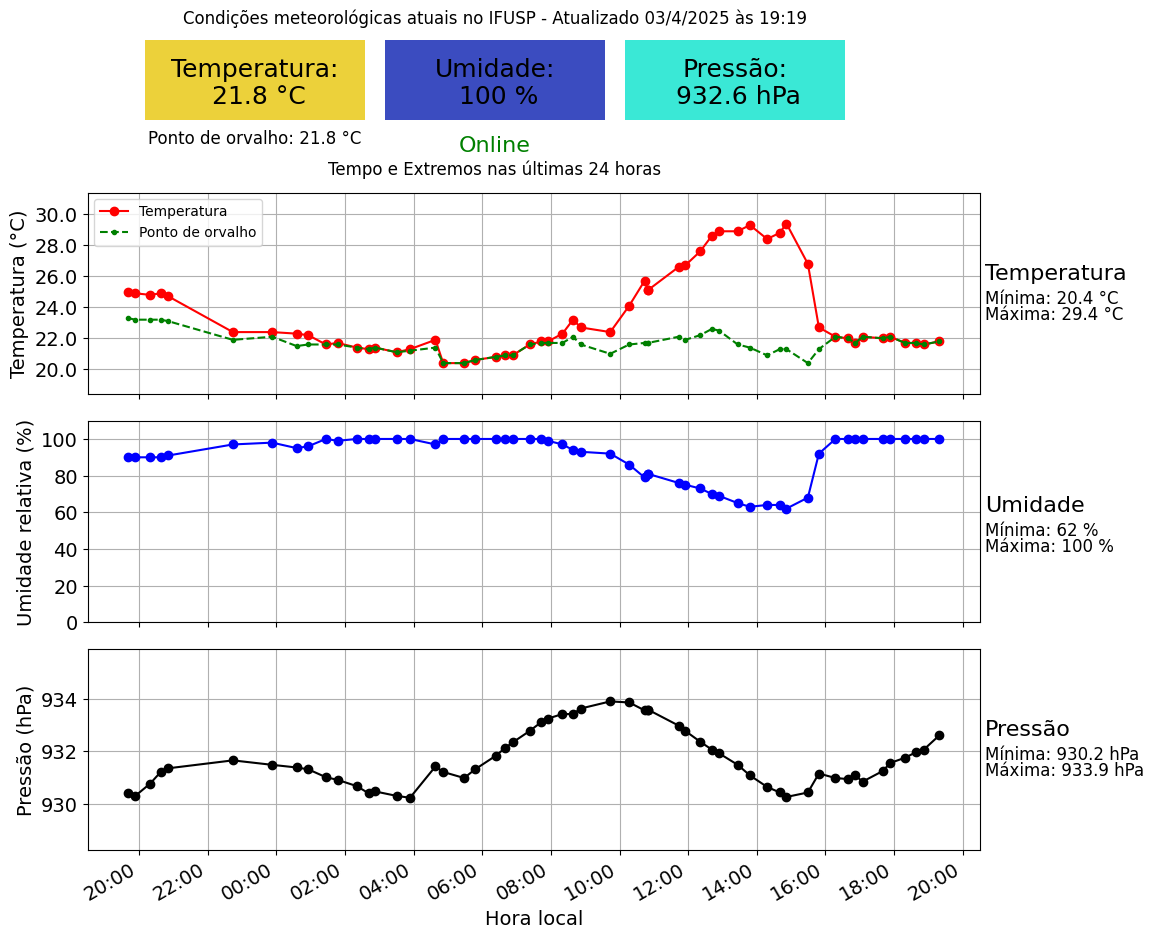 Condições meteorológicas atuais no IFUSP - Atualizado 03/4/2025 às 19:19
Temperatura:
21.8 °C
Umidade:
100 %
Pressão:
932.6 hPa
Ponto de orvalho: 21.8 °C
Online
Tempo e Extremos nas últimas 24 horas
Temperatura (°C)
30.0
28.0
26.0
24.0
22.0
20.0
Temperatura
Ponto de orvalho
Temperatura
Mínima: 20.4 °C
Máxima: 29.4 °C
Umidade relativa (%)
100
80
60
40
20
0
Umidade
Mínima: 62 %
Máxima: 100 %
Pressão (hPa)
934
932
930
Pressão
Mínima: 930.2 hPa
Máxima: 933.9 hPa
20:00 22:00 00:00 02:00 04:00 06:00 08:00 10:00 12:00 14:00 16:00 18:00 20:00
Hora local